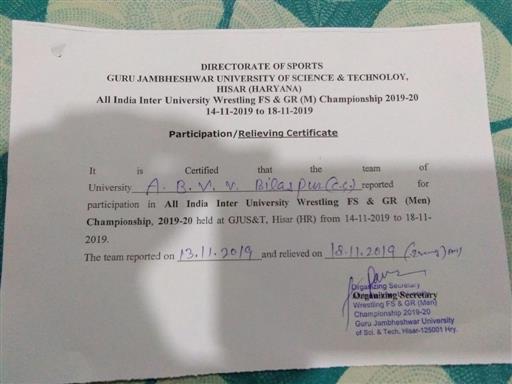 DIRECTORATE OF SPORTS
GURU JAMBHESHWAR UNIVERSITY OF SCIENCE & TECHNOLOY,
HISAR (HARYANA)
All India Inter University Wrestling FS & GR (M) Championship 2019-20
14-11-2019 to 18-11-2019
Participation/Relieving Certificate
It is Certified that the team of
University A. B. V. V. Bilaspur (C.G.) reported for
participation in All India Inter University Wrestling FS & GR (Men)
Championship, 2019-20 held at GJUS&T, Hisar (HR) from 14-11-2019 to 18-11-
2019.
The team reported on 13.11.2019 and relieved on 18.11.2019
Organizing Secretary
Organizing Secretary
Wrestling FS & GR (Men)
Championship 2019-20
Guru Jambheshwar University
of Sci. & Tech. Hisar-125001 Hry.